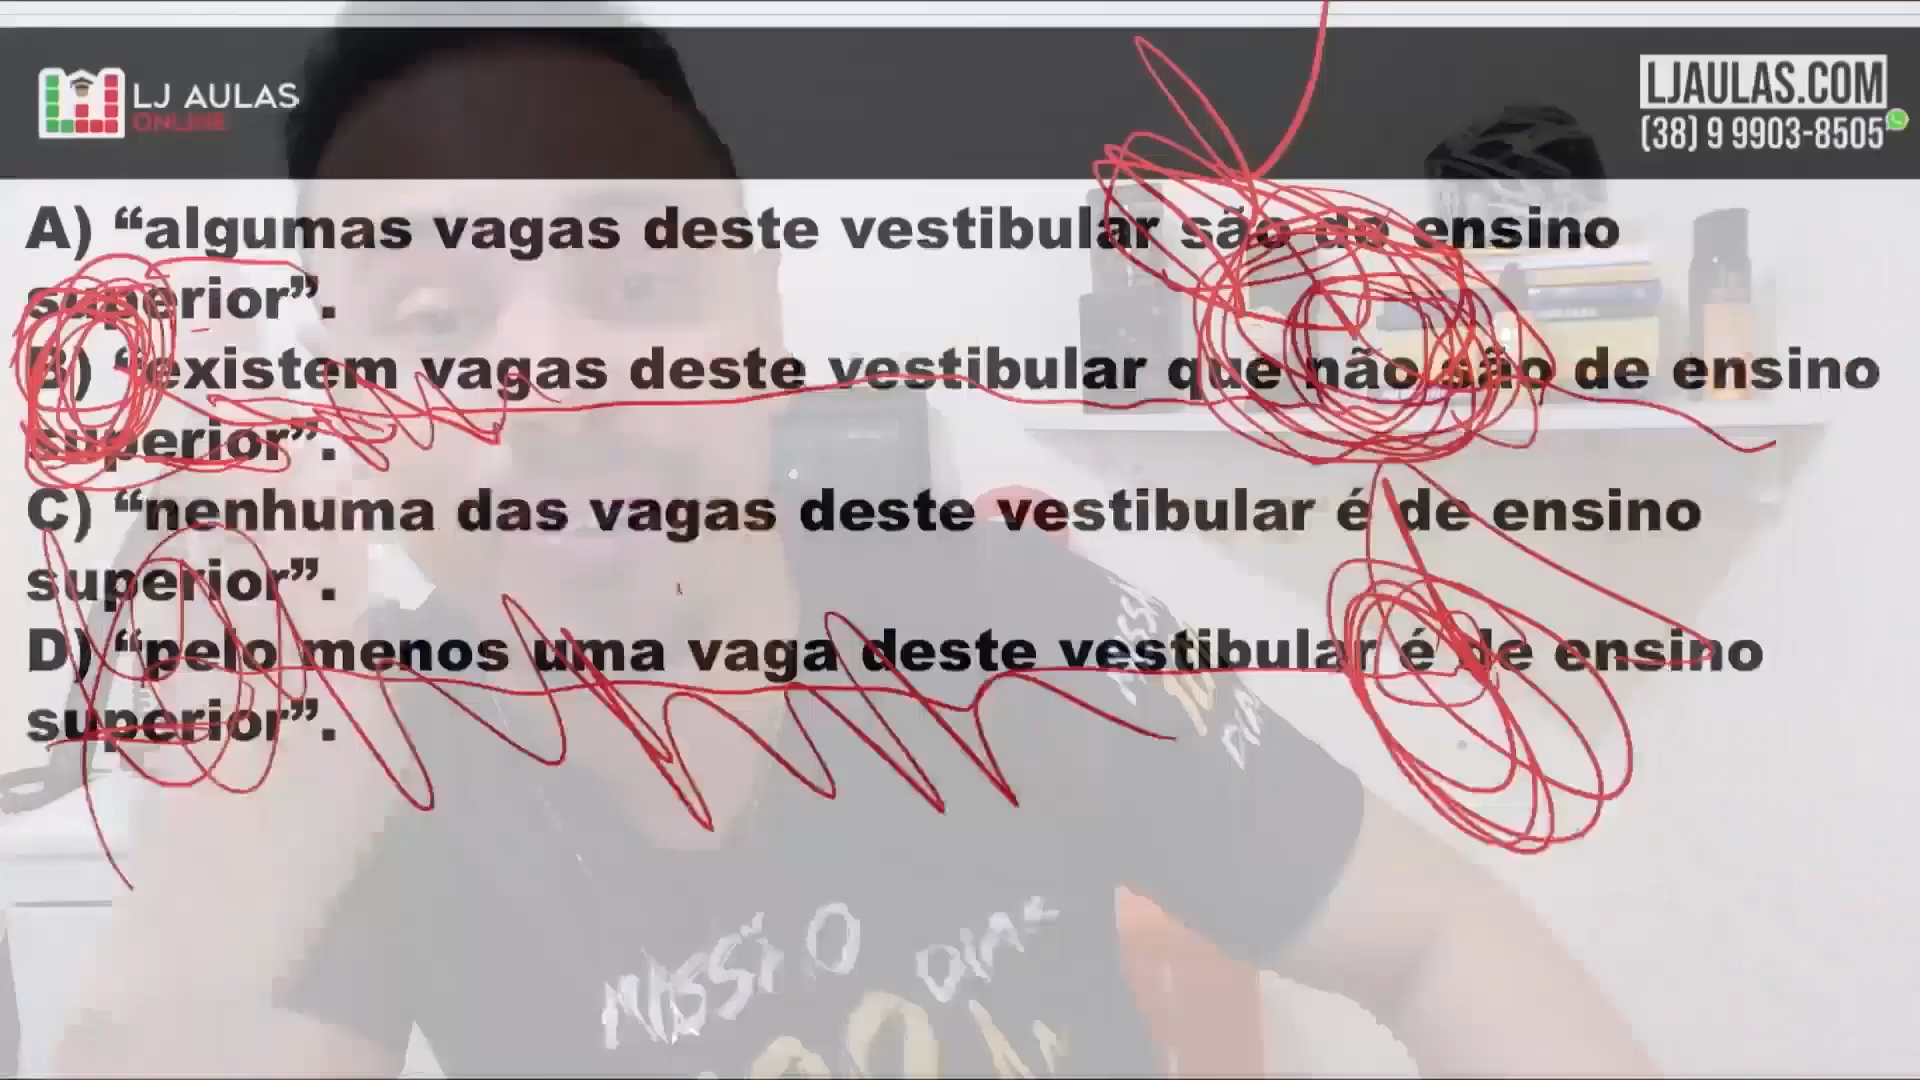 LJ AULAS
ONLINE
LJAULAS.COM
(38) 9 9903-8505
A) “algumas vagas deste vestibular são de ensino
superior”.
B) “existem vagas deste vestibular que não são de ensino
superior”.
C) “nenhuma das vagas deste vestibular é de ensino
superior”.
D) “pelo menos uma vaga deste vestibular é de ensino
superior”.
MISSÃO